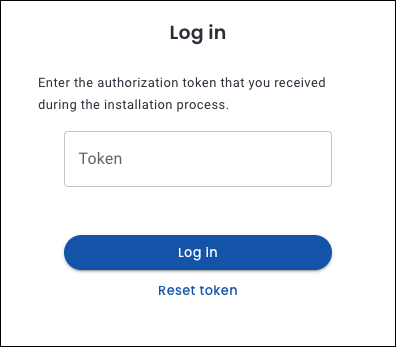 Log in
Enter the authorization token that you received
during the installation process.
Token
Log in
Reset token